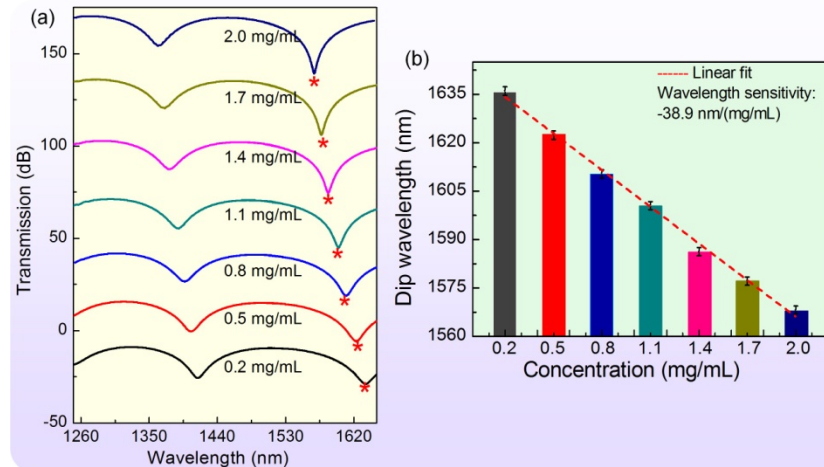 (a)
2.0 mg/mL
1.7 mg/mL
1.4 mg/mL
1.1 mg/mL
0.8 mg/mL
0.5 mg/mL
0.2 mg/mL
Transmission (dB)
150
100
50
0
-50
1260 1350 1440 1530 1620
Wavelength (nm)
(b)
Linear fit
Wavelength sensitivity:
-38.9 nm/(mg/mL)
Dip wavelength (nm)
1635
1620
1605
1590
1575
1560
0.2 0.5 0.8 1.1 1.4 1.7 2.0
Concentration (mg/mL)